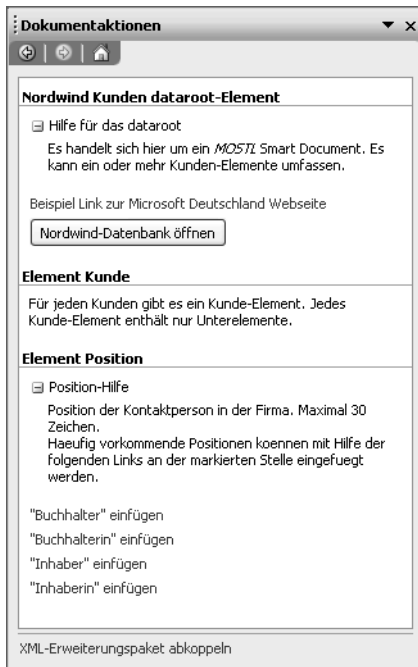 Dokumentaktionen
Nordwind Kunden dataroot-Element
Hilfe für das dataroot
Es handelt sich hier um ein MOSTL Smart Document. Es
kann ein oder mehr Kunden-Elemente umfassen.
Beispiel Link zur Microsoft Deutschland Webseite
Nordwind-Datenbank öffnen
Element Kunde
Für jeden Kunden gibt es ein Kunde-Element. Jedes
Kunde-Element enthält nur Unterelemente.
Element Position
Position-Hilfe
Position der Kontaktperson in der Firma. Maximal 30
Zeichen.
Haeufig vorkommende Positionen koennen mit Hilfe der
folgenden Links an der markierten Stelle eingefuegt
werden.
"Buchhalter" einfügen
"Buchhalterin" einfügen
"Inhaber" einfügen
"Inhaberin" einfügen
XML-Erweiterungspaket abkoppeln